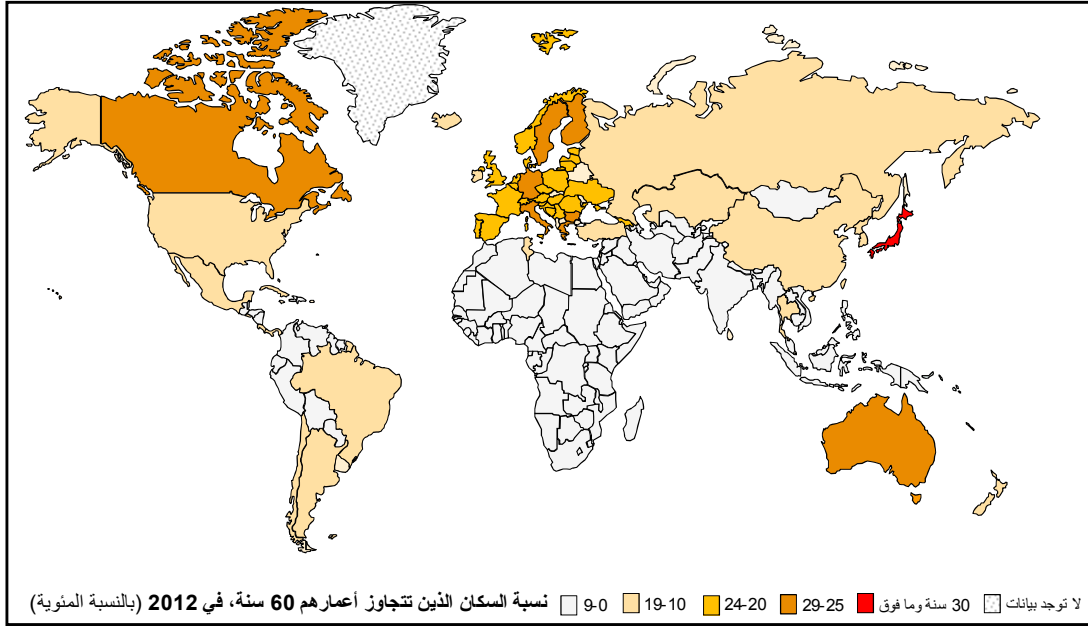 نسبة السكان الذين تتجاوز أعمارهم 60 سنة، في 2012 (بالنسبة المئوية) 9-0 19-10 24-20 29-25 30 سنة وما فوق لا توجد بيانات